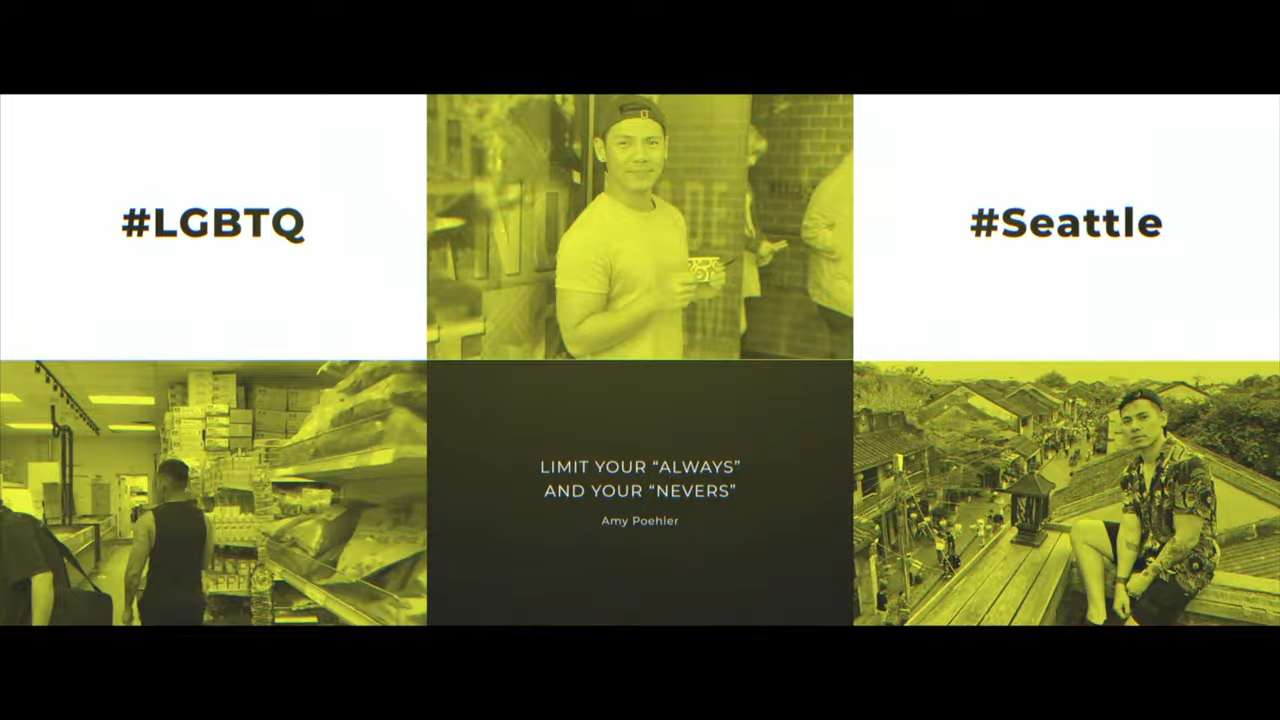 #LGBTQ
#Seattle
LIMIT YOUR “ALWAYS”
AND YOUR “NEVERS”
Amy Poehler